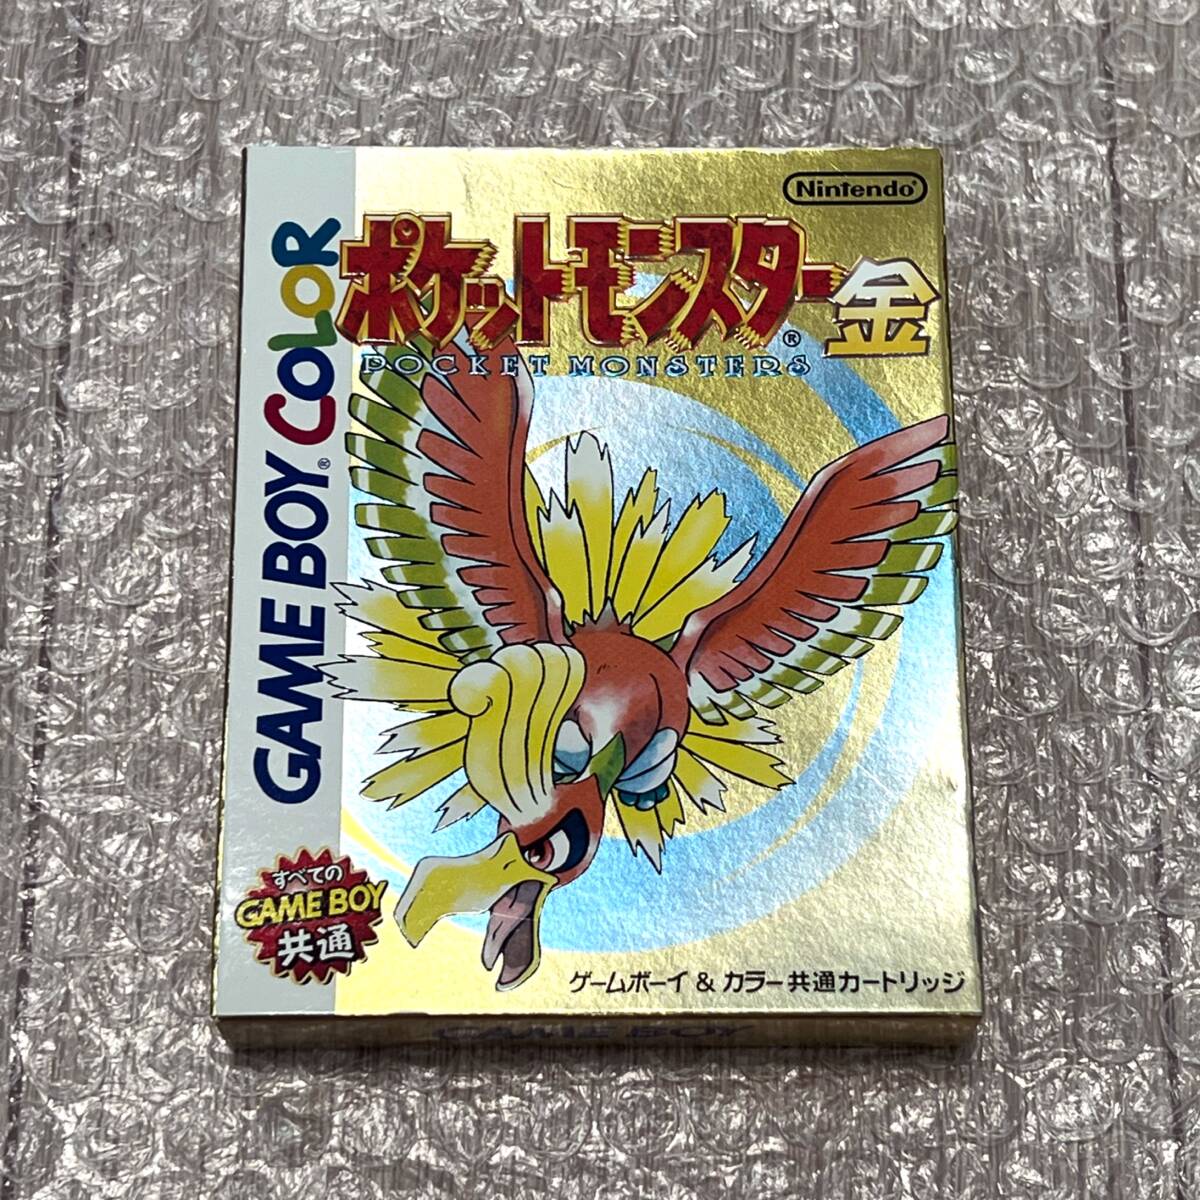 Nintendo®
ポケットモンスター金
®
POCKET MONSTERS
GAME BOY® COLOR
すべての
GAME BOY
共通
ゲームボーイ & カラー共通カートリッジ
GAME BOY